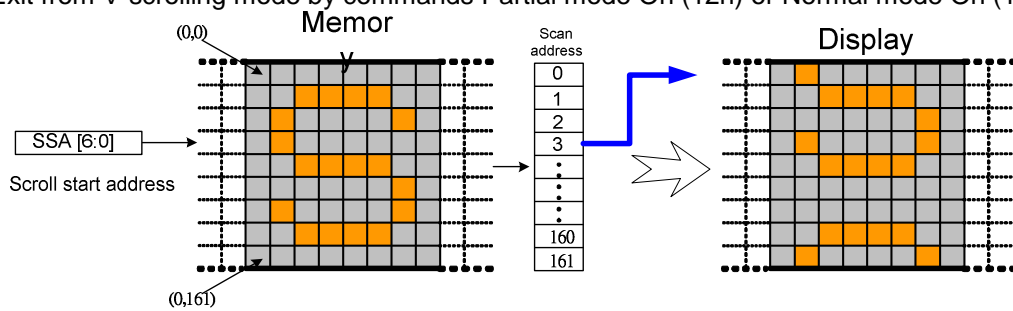 Exit from V-scrolling mode by commands Partial mode On (12h) or Normal mode On (1
Memor
y
(0,0)
Scan
address
Display
0
1
2
3
160
161
SSA [6:0]
Scroll start address
(0,161)